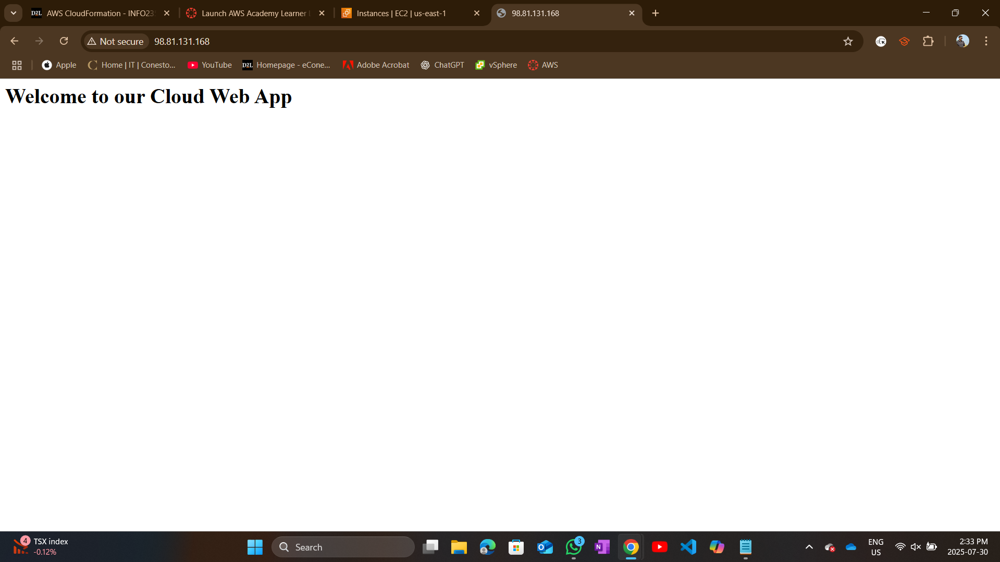 AWS CloudFormation - INFO23
Launch AWS Academy Learner
Instances | EC2 | us-east-1
98.81.131.168
Not secure
98.81.131.168
Apple
Home | IT | Conesto...
YouTube
D2L
Homepage - eCone...
Adobe Acrobat
ChatGPT
vSphere
AWS
Welcome to our Cloud Web App
4
TSX index
-0.12%
Search
3
ENG
US
2:33 PM
2025-07-30